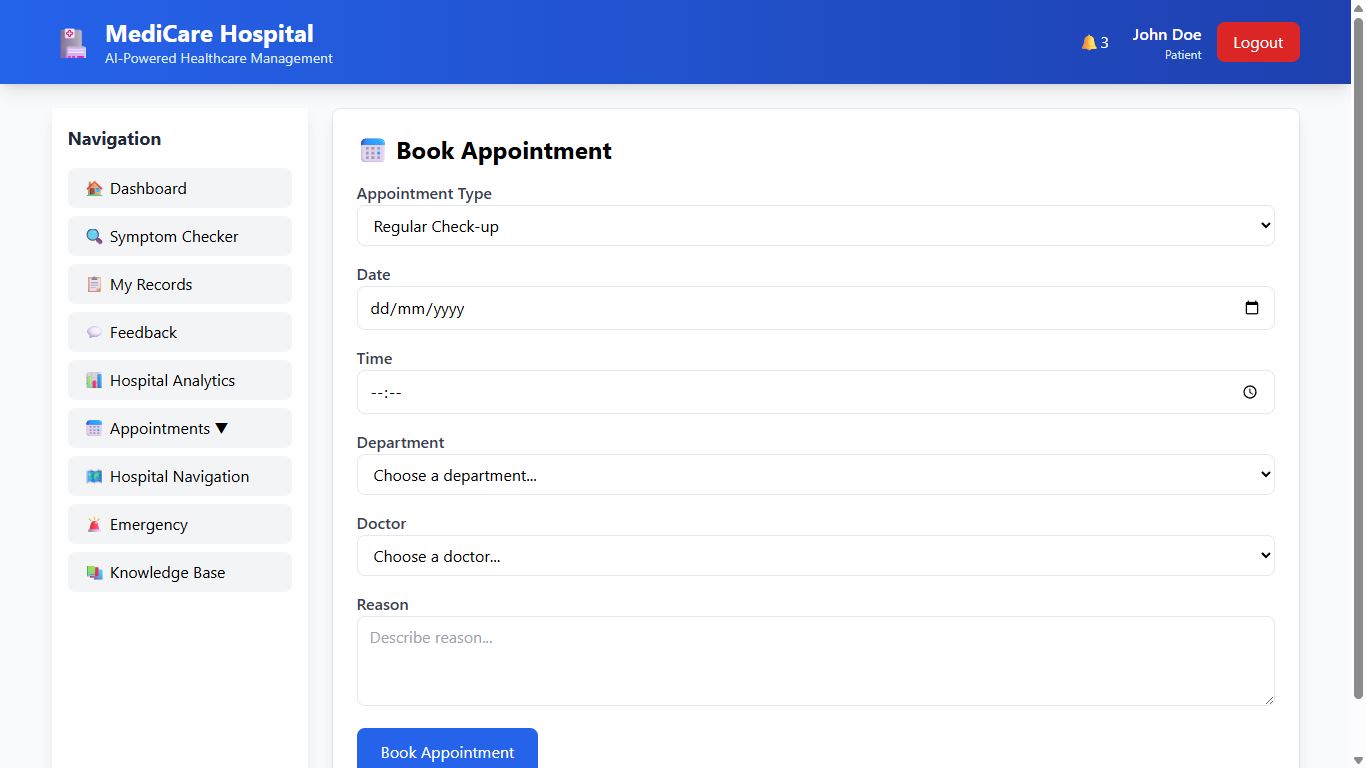 MediCare Hospital
AI-Powered Healthcare Management
3
John Doe
Patient
Logout
Navigation
Dashboard
Symptom Checker
My Records
Feedback
Hospital Analytics
Appointments ▼
Hospital Navigation
Emergency
Knowledge Base
Book Appointment
Appointment Type
Regular Check-up
Date
dd/mm/yyyy
Time
--:--
Department
Choose a department...
Doctor
Choose a doctor...
Reason
Describe reason...
Book Appointment